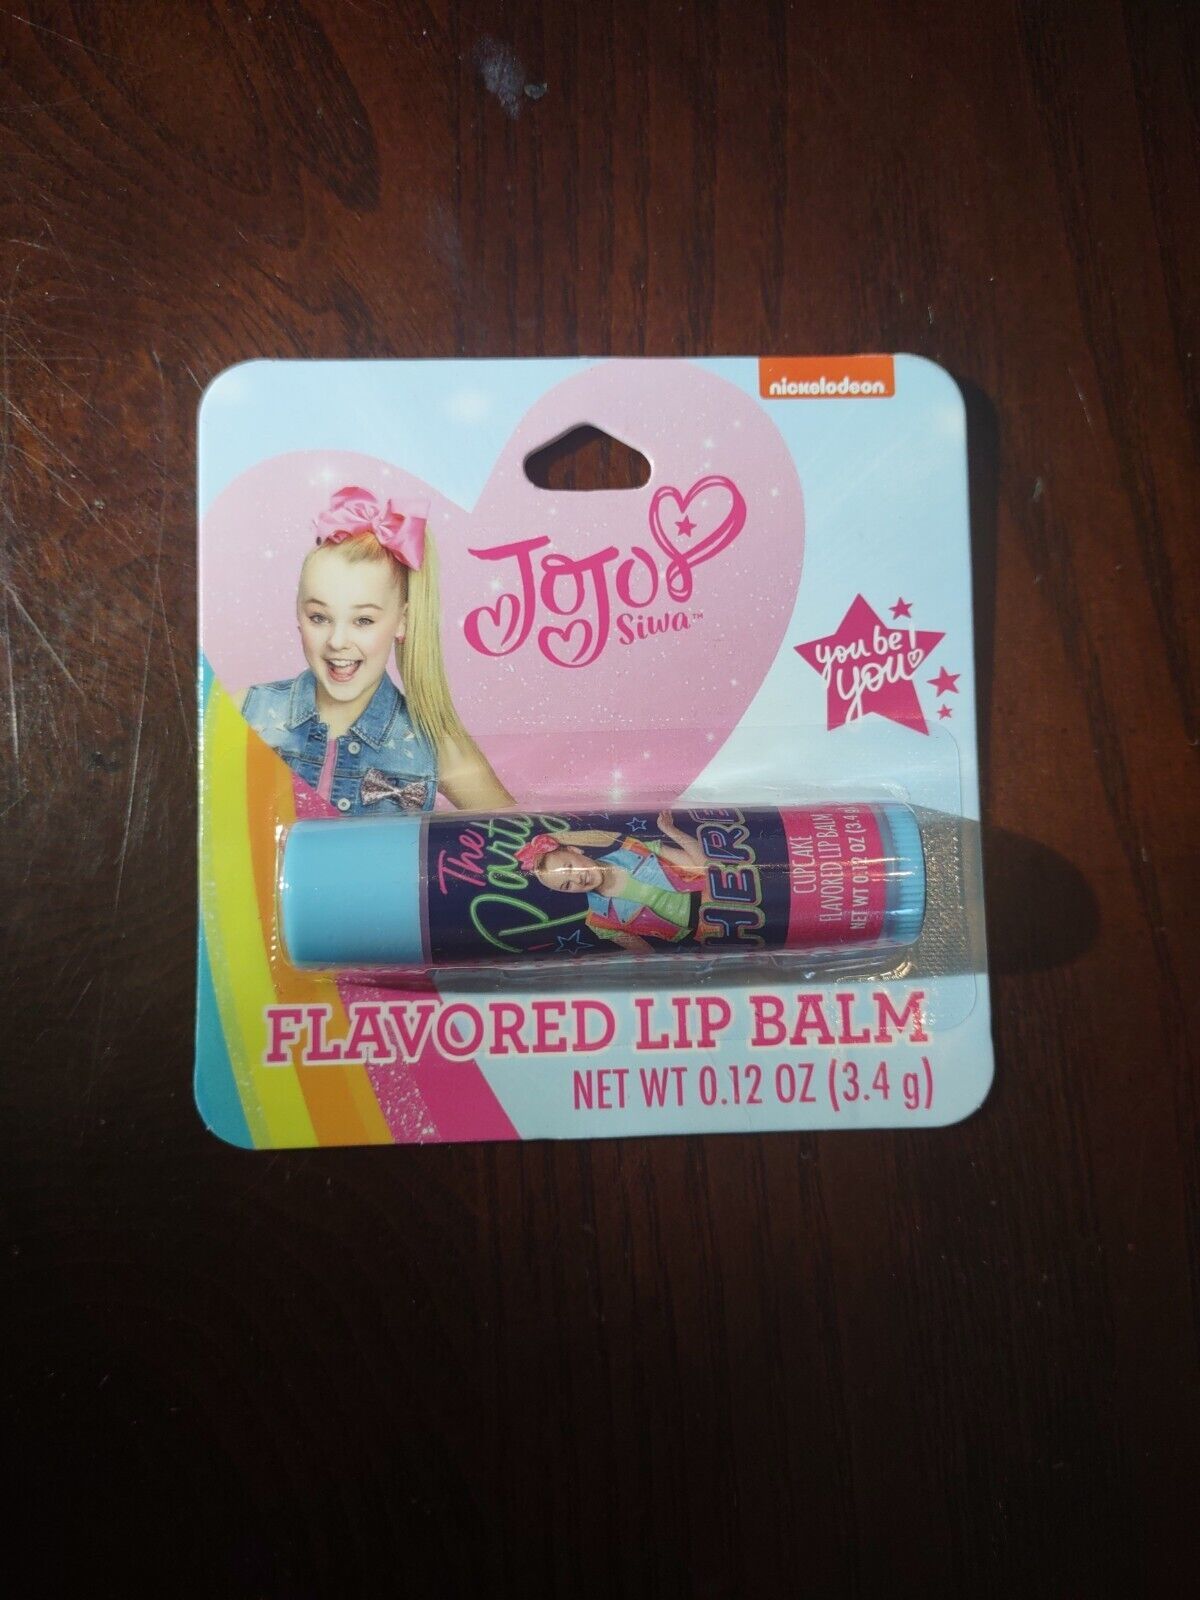 nickelodeon
JoJo
Siwa™
you be
you!
The
Party
HERE
CUPCAKE
FLAVORED LIP BALM
NET WT 0.12 OZ (3.4 g
FLAVORED LIP BALM
NET WT 0.12 OZ (3.4 g)